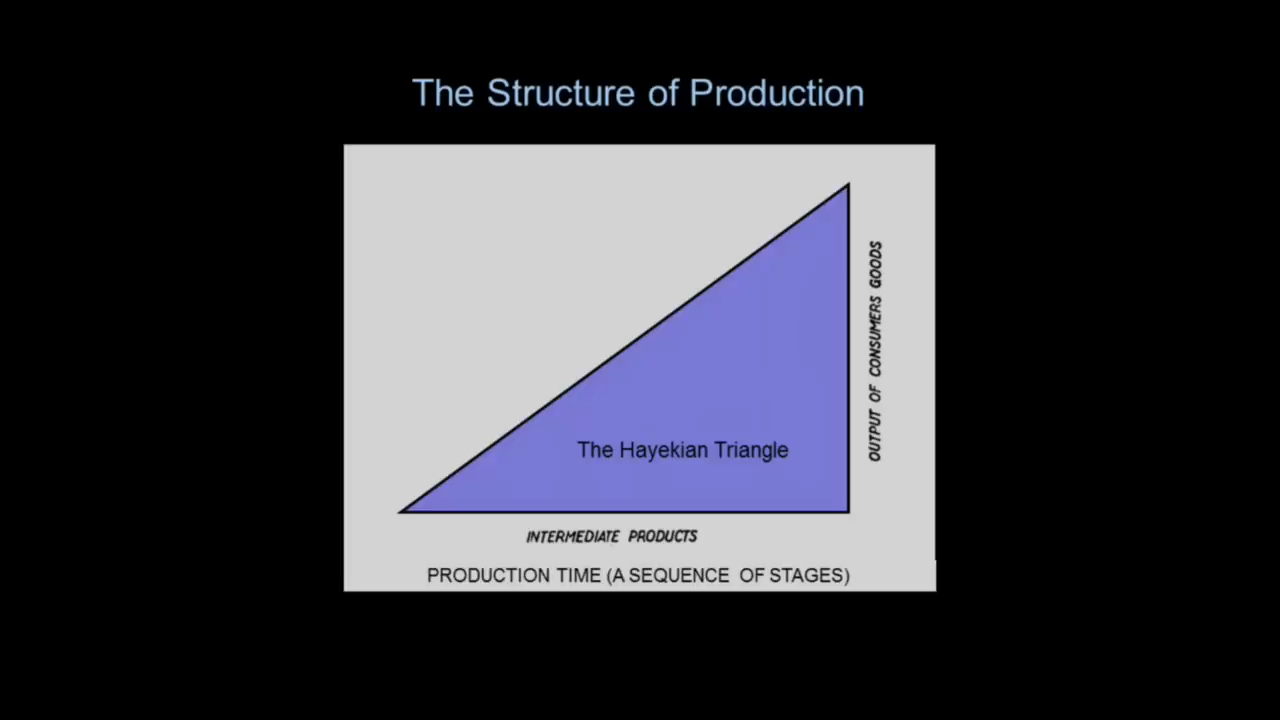 The Structure of Production
OUTPUT OF CONSUMERS GOODS
The Hayekian Triangle
INTERMEDIATE PRODUCTS
PRODUCTION TIME (A SEQUENCE OF STAGES)